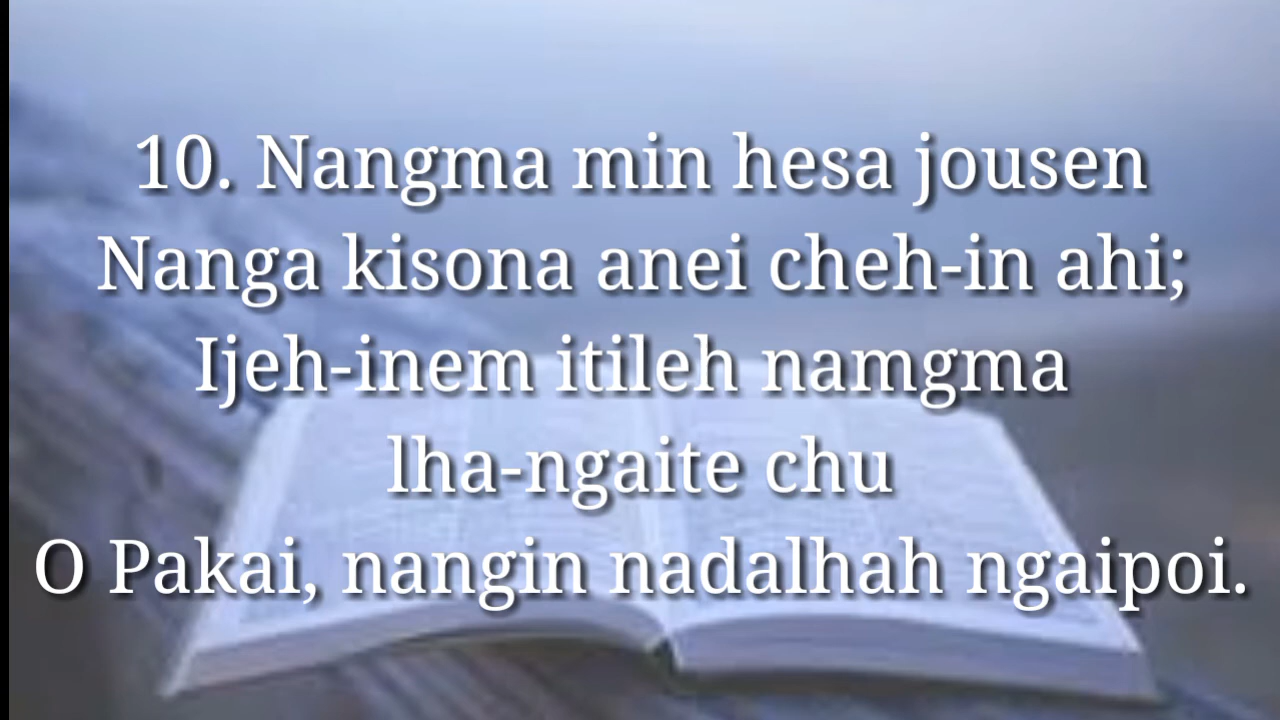 10. Nangma min hesa jousen
Nanga kisona anei cheh-in ahi;
Ijeh-inem itileh namgma
lha-ngaite chu
O Pakai, nangin nadalhah ngaipoi.